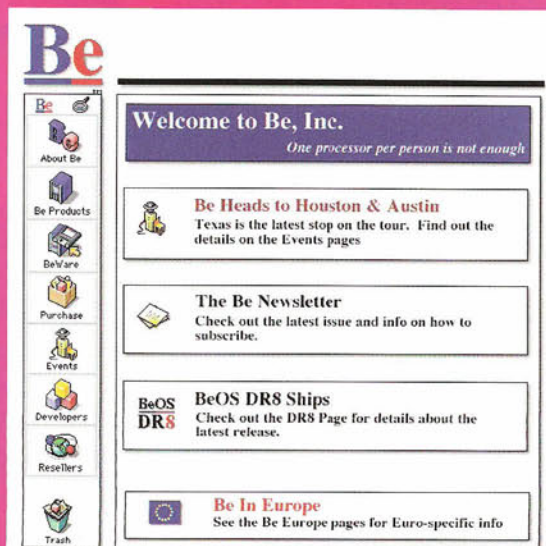 Be
Be
About Be
Be Products
BeWare
Purchase
Events
Developers
Resellers
Trash
Welcome to Be, Inc.
One processor per person is not enough
Be Heads to Houston & Austin
Texas is the latest stop on the tour. Find out the
details on the Events pages
The Be Newsletter
Check out the latest issue and info on how to
subscribe.
BeOS
DR8
BeOS DR8 Ships
Check out the DR8 Page for details about the
latest release.
Be In Europe
See the Be Europe pages for Euro-specific info